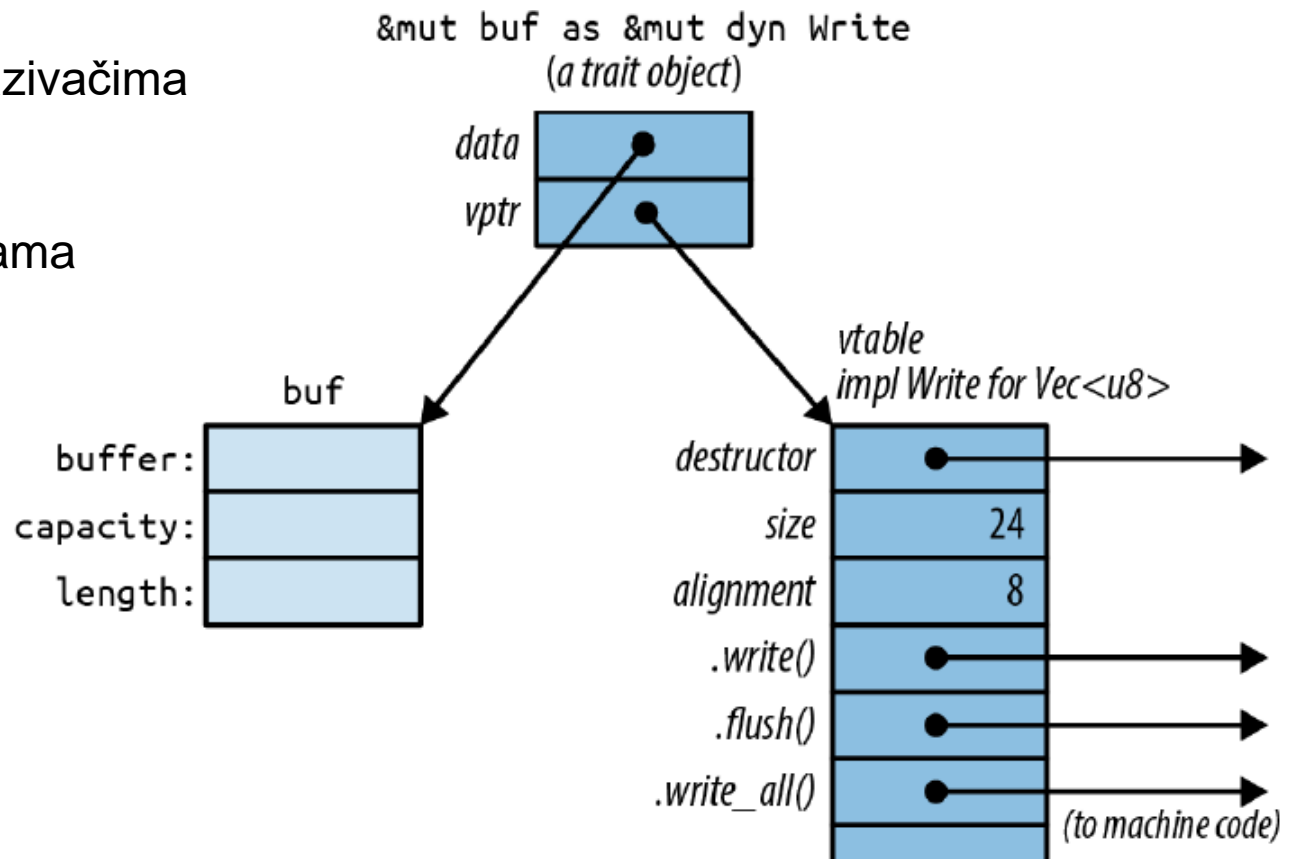 &mut buf as &mut dyn Write
zivačima
(a trait object)
data
vptr
ama
vtable
impl Write for Vec<u8>
buf
buffer:
capacity:
length:
destructor
size 24
alignment 8
.write()
.flush()
.write_all()
(to machine code)